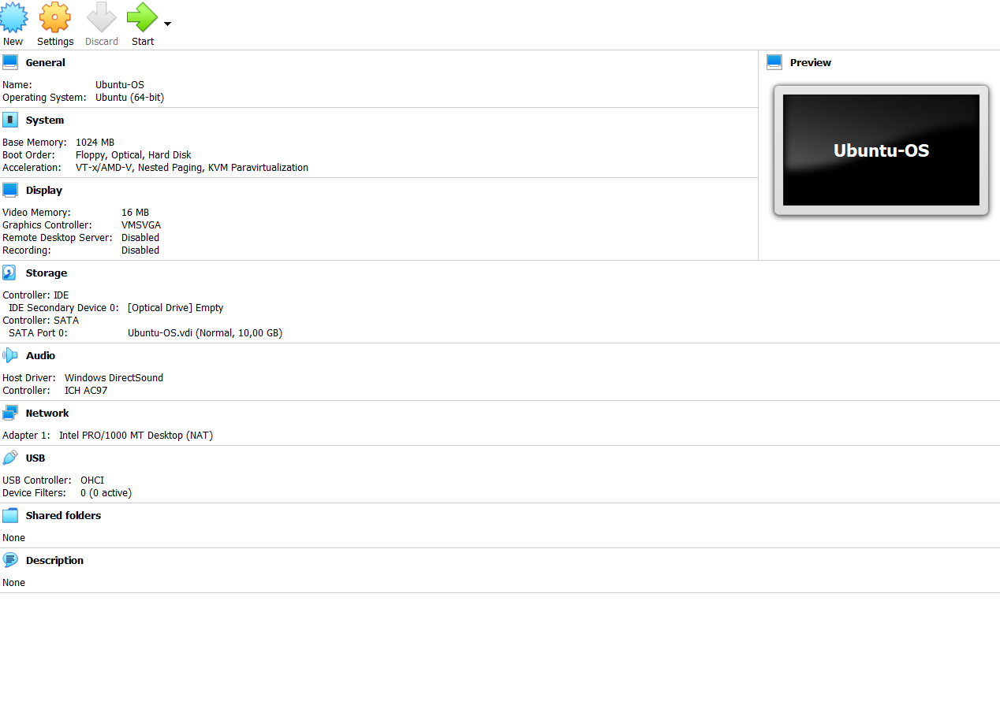 New Settings Discard Start
General
Name: Ubuntu-OS
Operating System: Ubuntu (64-bit)
Preview
Ubuntu-OS
System
Base Memory: 1024 MB
Boot Order: Floppy, Optical, Hard Disk
Acceleration: VT-x/AMD-V, Nested Paging, KVM Paravirtualization
Display
Video Memory: 16 MB
Graphics Controller: VMSVGA
Remote Desktop Server: Disabled
Recording: Disabled
Storage
Controller: IDE
IDE Secondary Device 0: [Optical Drive] Empty
Controller: SATA
SATA Port 0: Ubuntu-OS.vdi (Normal, 10,00 GB)
Audio
Host Driver: Windows DirectSound
Controller: ICH AC97
Network
Adapter 1: Intel PRO/1000 MT Desktop (NAT)
USB
USB Controller: OHCI
Device Filters: 0 (0 active)
Shared folders
None
Description
None